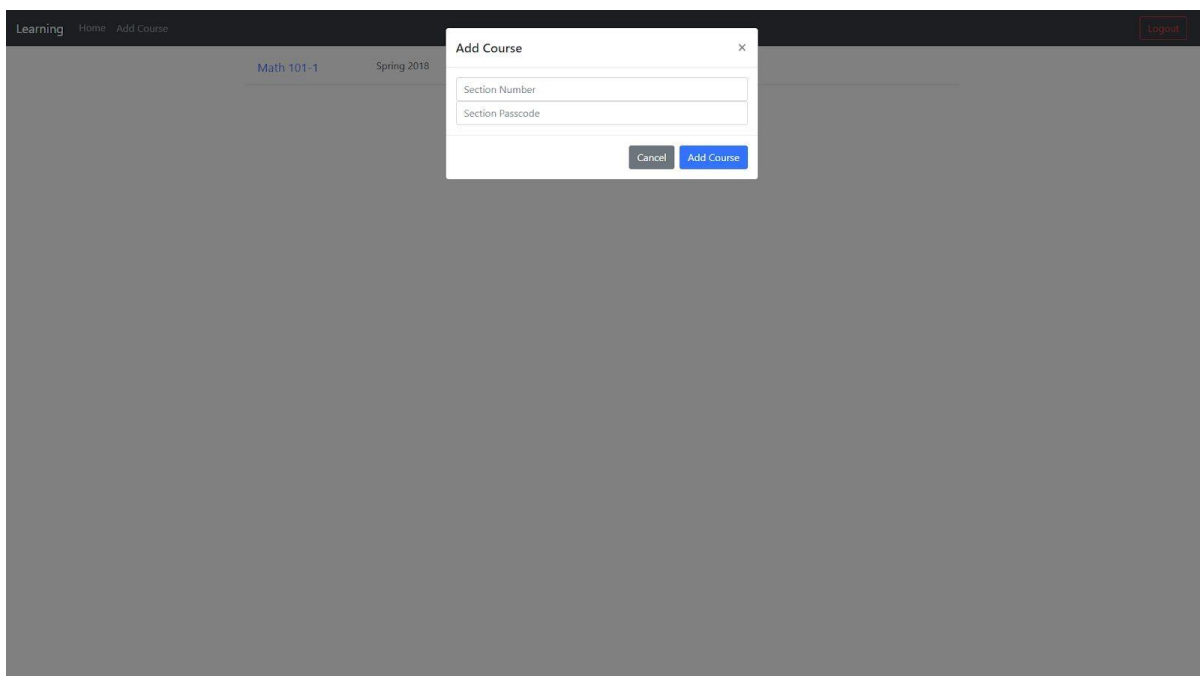 Learning Home Add Course Logout
Add Course ×
Math 101-1 Spring 2018
Section Number
Section Passcode
Cancel Add Course